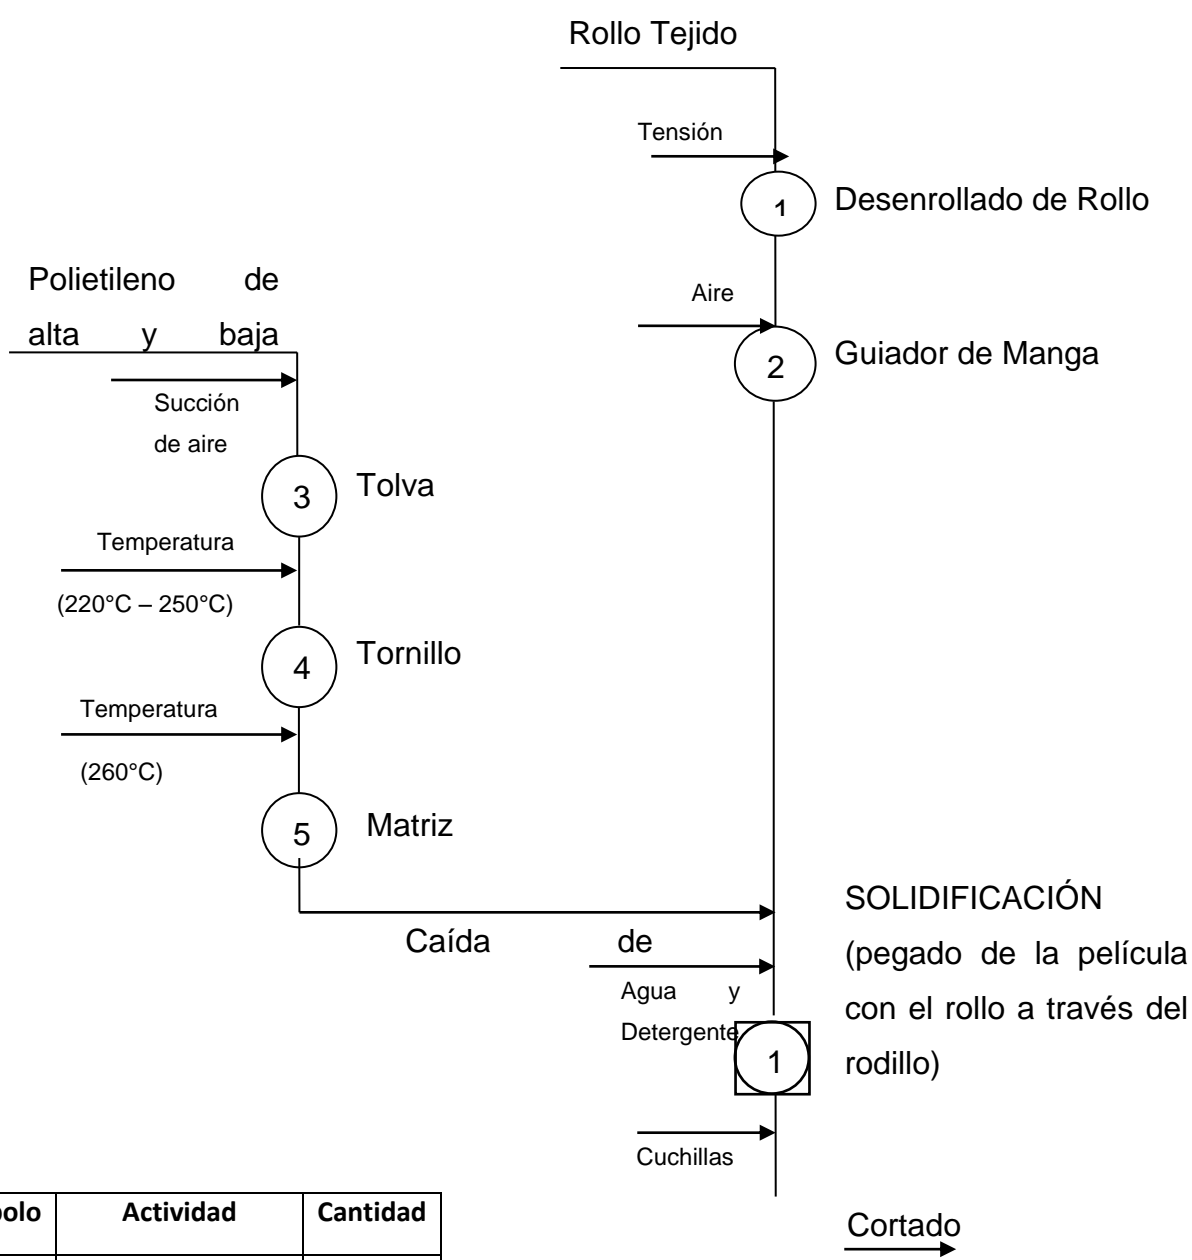 Rollo Tejido
Tensión
1
Desenrollado de Rollo
Polietileno de
alta y baja
Aire
2
Guiador de Manga
Succión
de aire
3
Tolva
Temperatura
(220°C – 250°C)
4
Tornillo
Temperatura
(260°C)
5
Matriz
SOLIDIFICACIÓN
(pegado de la película
con el rollo a través del
rodillo)
Caída de
Agua y
Detergente
1
Cuchillas
Actividad Cantidad
Cortado